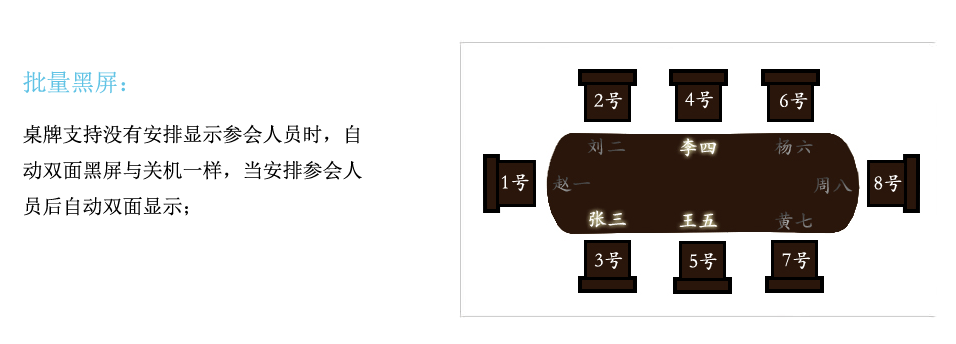 批量黑屏：
桌牌支持没有安排显示参会人员时，自
动双面黑屏与关机一样，当安排参会人
员后自动双面显示；
2号
4号
6号
刘二
李四
杨六
1号
赵一
周八
8号
张三
王五
黄七
3号
5号
7号